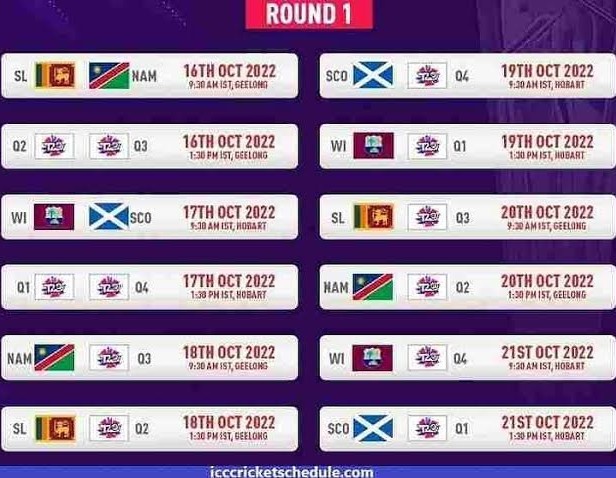 ROUND 1
SL NAM 16TH OCT 2022
9:30 AM IST, GEELONG
Q2 Q3 16TH OCT 2022
1:30 PM IST, GEELONG
WI SCO 17TH OCT 2022
9:30 AM IST, HOBART
Q1 Q4 17TH OCT 2022
1:30 PM IST, HOBART
NAM Q3 18TH OCT 2022
9:30 AM IST, GEELONG
SL Q2 18TH OCT 2022
1:30 PM IST, GEELONG
SCO Q4 19TH OCT 2022
9:30 AM IST, HOBART
WI Q1 19TH OCT 2022
1:30 PM IST, HOBART
SL Q3 20TH OCT 2022
9:30 AM IST, GEELONG
NAM Q2 20TH OCT 2022
1:30 PM IST, GEELONG
WI Q4 21ST OCT 2022
9:30 AM IST, HOBART
SCO Q1 21ST OCT 2022
1:30 PM IST, HOBART
icccricketschedule.com